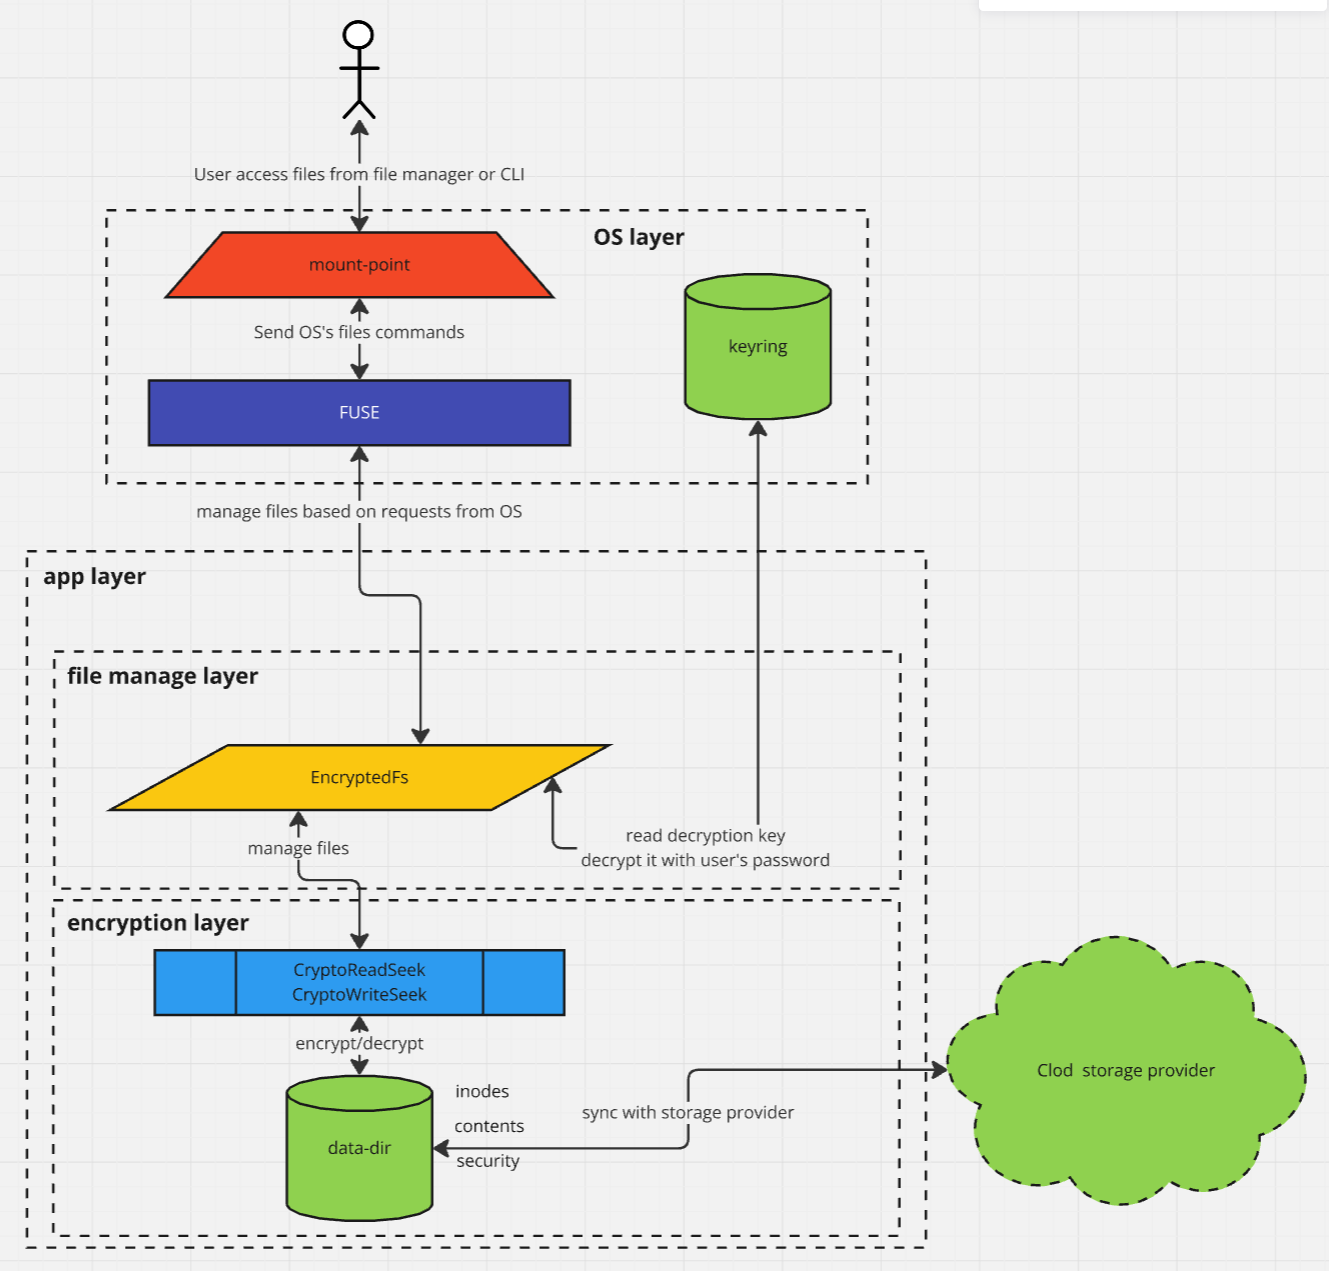 User access files from file manager or CLI
OS layer
mount-point
Send OS's files commands
keyring
FUSE
manage files based on requests from OS
app layer
file manage layer
EncryptedFs
read decryption key
decrypt it with user's password
manage files
encryption layer
CryptoReadSeek
CryptoWriteSeek
encrypt/decrypt
inodes
contents
security
data-dir
sync with storage provider
Clod storage provider